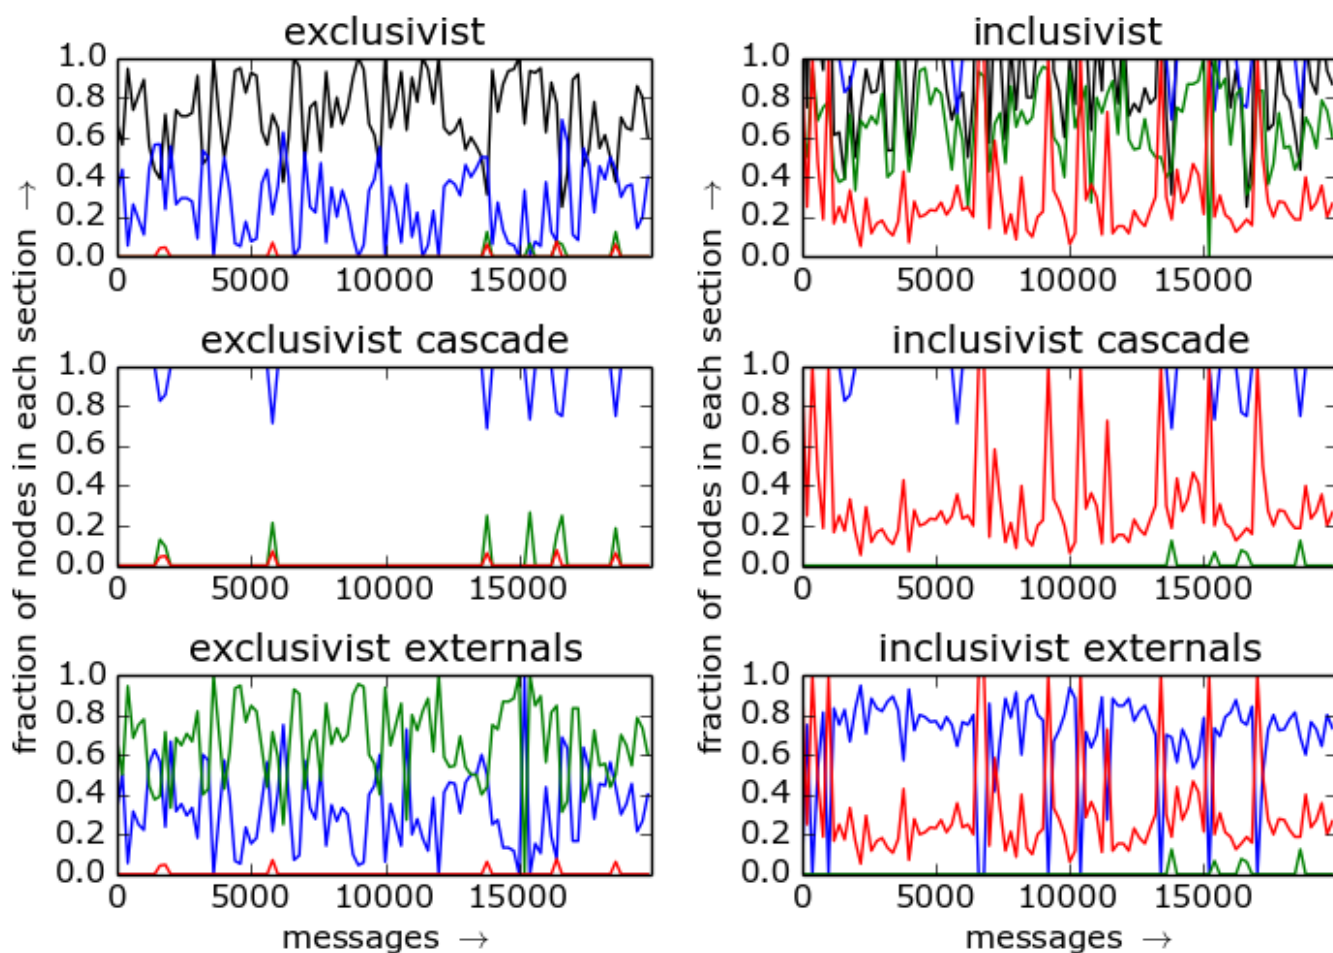 exclusivist
1.0
0.8
0.6
0.4
0.2
0.0
0 5000 10000 15000
inclusivist
1.0
0.8
0.6
0.4
0.2
0.0
0 5000 10000 15000
exclusivist cascade
1.0
0.8
0.6
0.4
0.2
0.0
0 5000 10000 15000
inclusivist cascade
1.0
0.8
0.6
0.4
0.2
0.0
0 5000 10000 15000
exclusivist externals
1.0
0.8
0.6
0.4
0.2
0.0
0 5000 10000 15000
inclusivist externals
1.0
0.8
0.6
0.4
0.2
0.0
0 5000 10000 15000
fraction of nodes in each section →
fraction of nodes in each section →
messages →
messages →